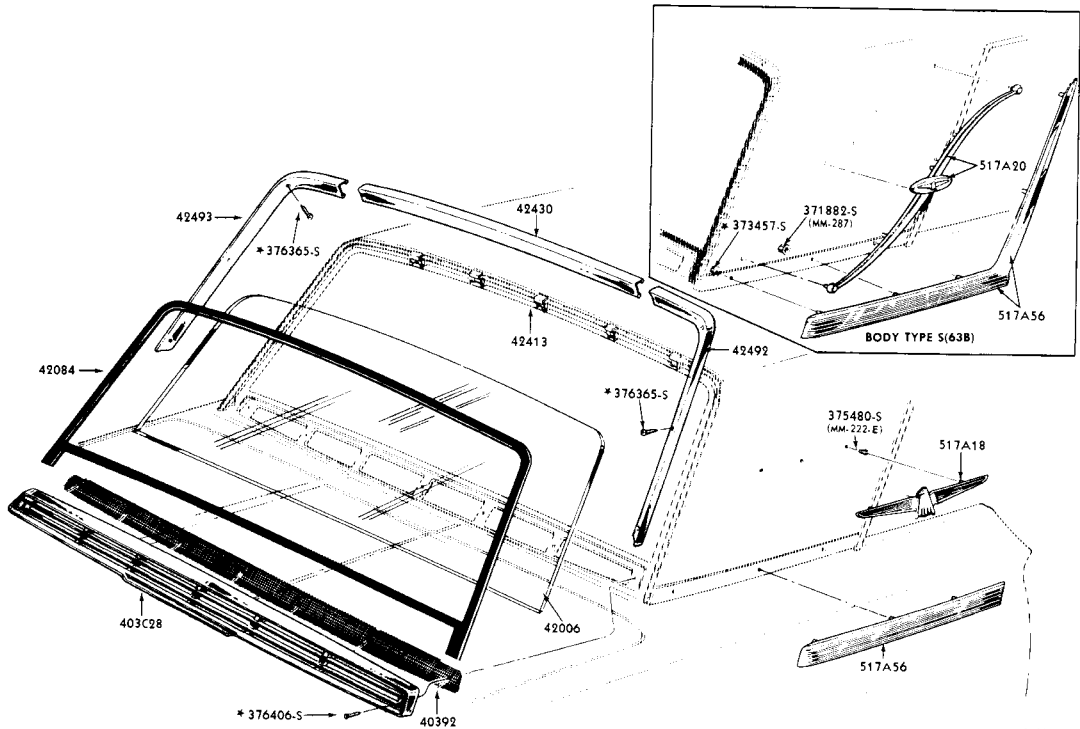 517A20
371882-S
(MM-287)
★ 373457-S
517A56
BODY TYPE S(63B)
42493
★ 376365-S
42430
42413
42492
42084
★ 376365-S
375480-S
(MM-222-E)
517A18
42006
403C28
517A56
★ 376406-S
40392